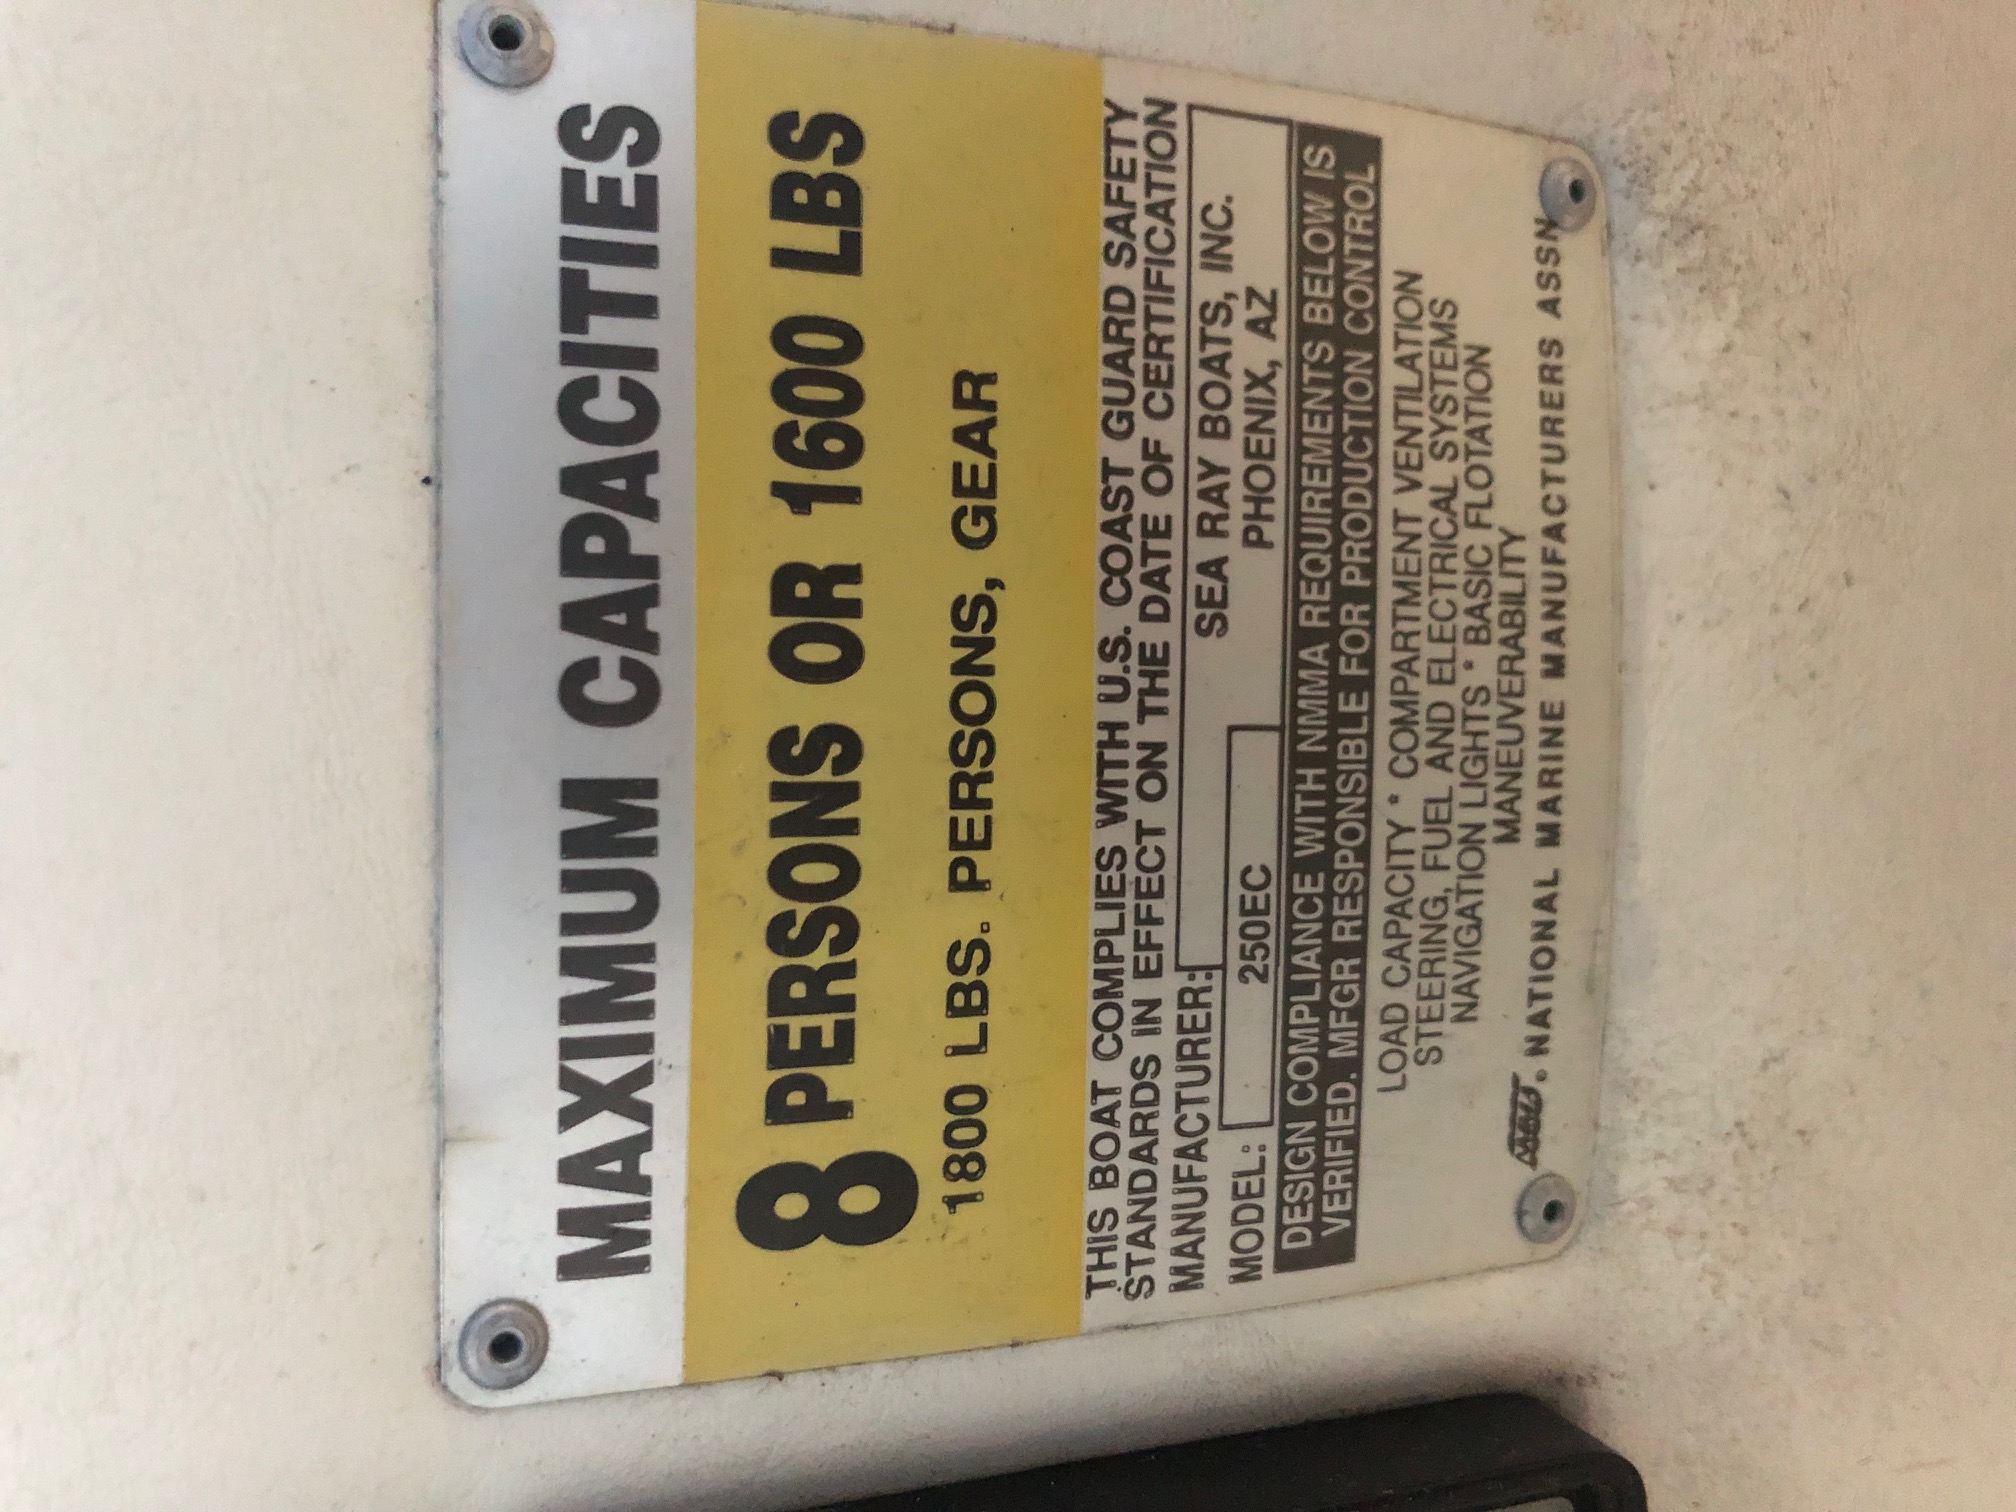 MAXIMUM CAPACITIES
8 PERSONS OR 1600 LBS
1800 LBS. PERSONS, GEAR
THIS BOAT COMPLIES WITH U.S. COAST GUARD SAFETY
STANDARDS IN EFFECT ON THE DATE OF CERTIFICATION
MANUFACTURER: SEA RAY BOATS, INC.
PHOENIX, AZ
MODEL: 250EC
DESIGN COMPLIANCE WITH NMMA REQUIREMENTS BELOW IS
VERIFIED. MFGR RESPONSIBLE FOR PRODUCTION CONTROL
LOAD CAPACITY * COMPARTMENT VENTILATION
STEERING, FUEL AND ELECTRICAL SYSTEMS
NAVIGATION LIGHTS * BASIC FLOTATION
MANEUVERABILITY
NATIONAL MARINE MANUFACTURERS ASSN